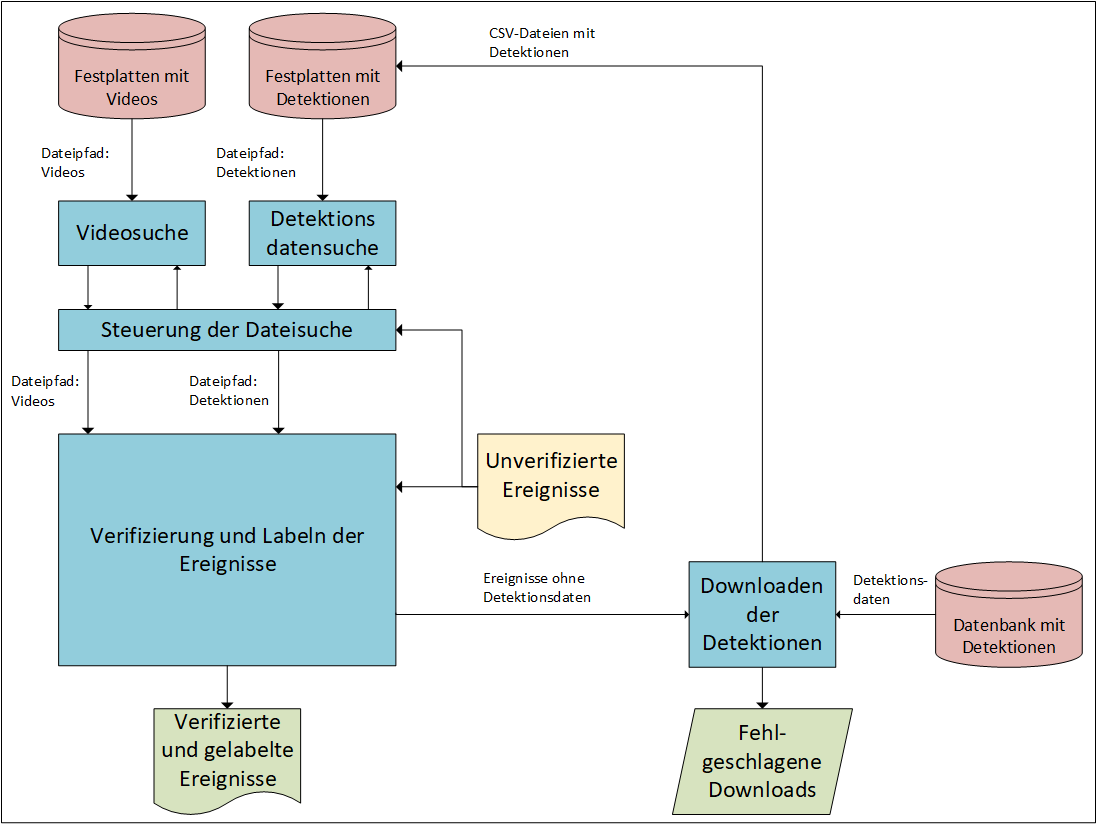 CSV-Dateien mit
Detektionen
Festplatten mit
Videos
Festplatten mit
Detektionen
Dateipfad:
Videos
Dateipfad:
Detektionen
Videosuche
Detektions
datensuche
Steuerung der Dateisuche
Dateipfad:
Videos
Dateipfad:
Detektionen
Unverifizierte
Ereignisse
Verifizierung und Labeln der
Ereignisse
Ereignisse ohne
Detektionsdaten
Downloaden
der
Detektionen
Detektions-
daten
Datenbank mit
Detektionen
Verifizierte
und gelabelte
Ereignisse
Fehl-
geschlagene
Downloads